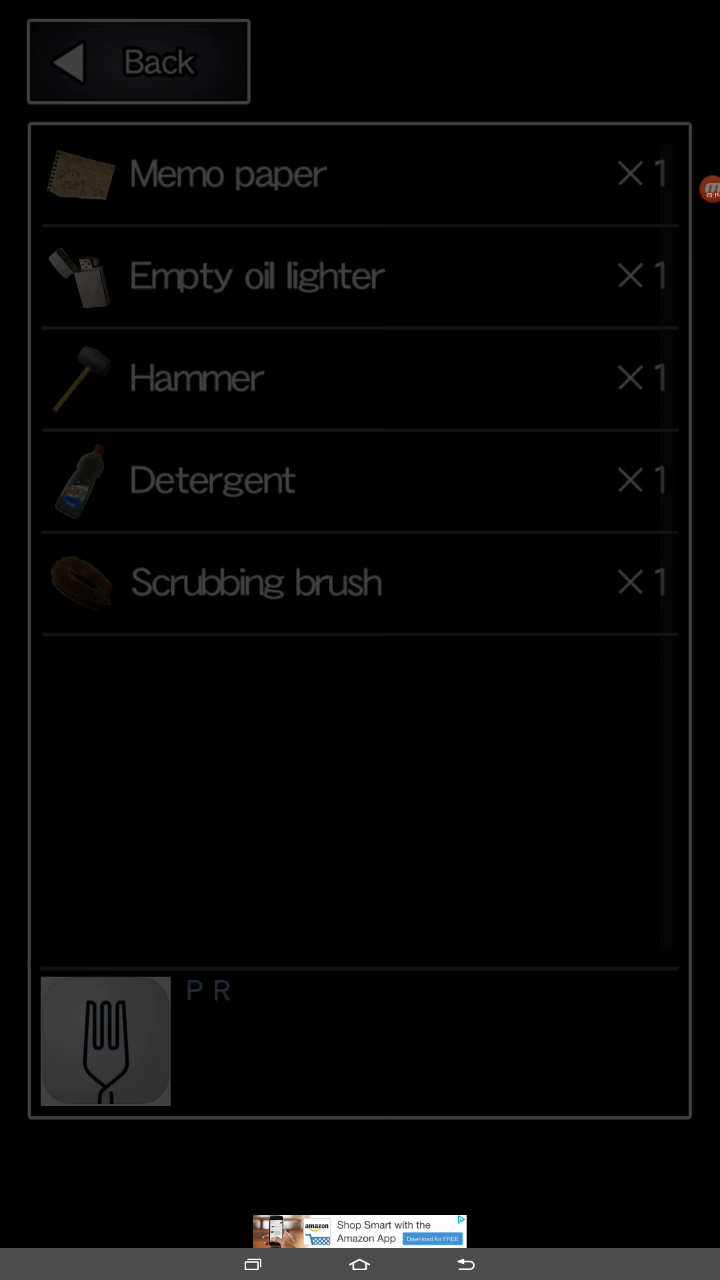 Back
Memo paper × 1
Empty oil lighter × 1
Hammer × 1
Detergent × 1
Scrubbing brush × 1
PR
amazon
Shop Smart with the
Amazon App
Download for FREE